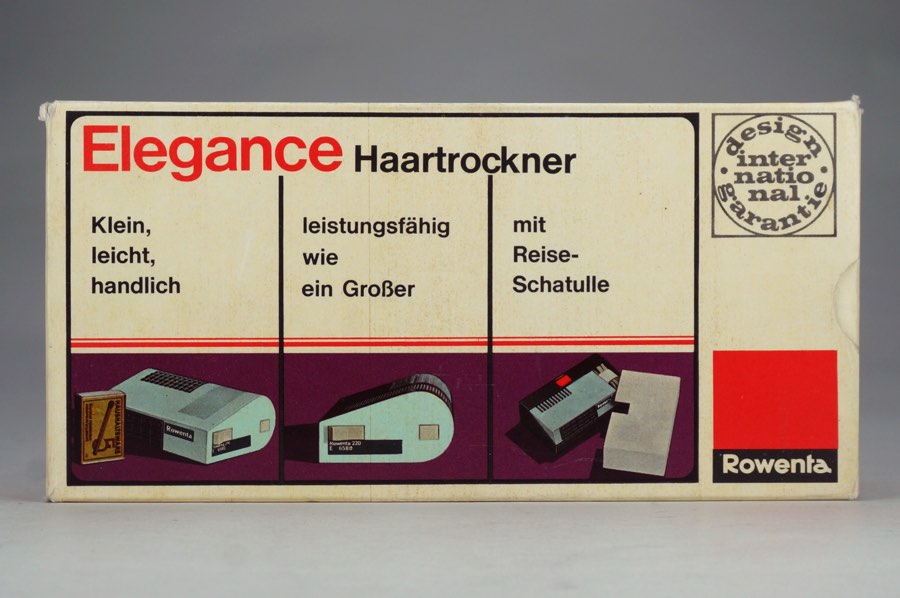 Elegance Haartrockner
Klein,
leicht,
handlich
leistungsfähig
wie
ein Großer
mit
Reise-
Schatulle
design
inter
natio
nal
garantie
Rowenta
Rowenta
Rowenta 220
E 6588